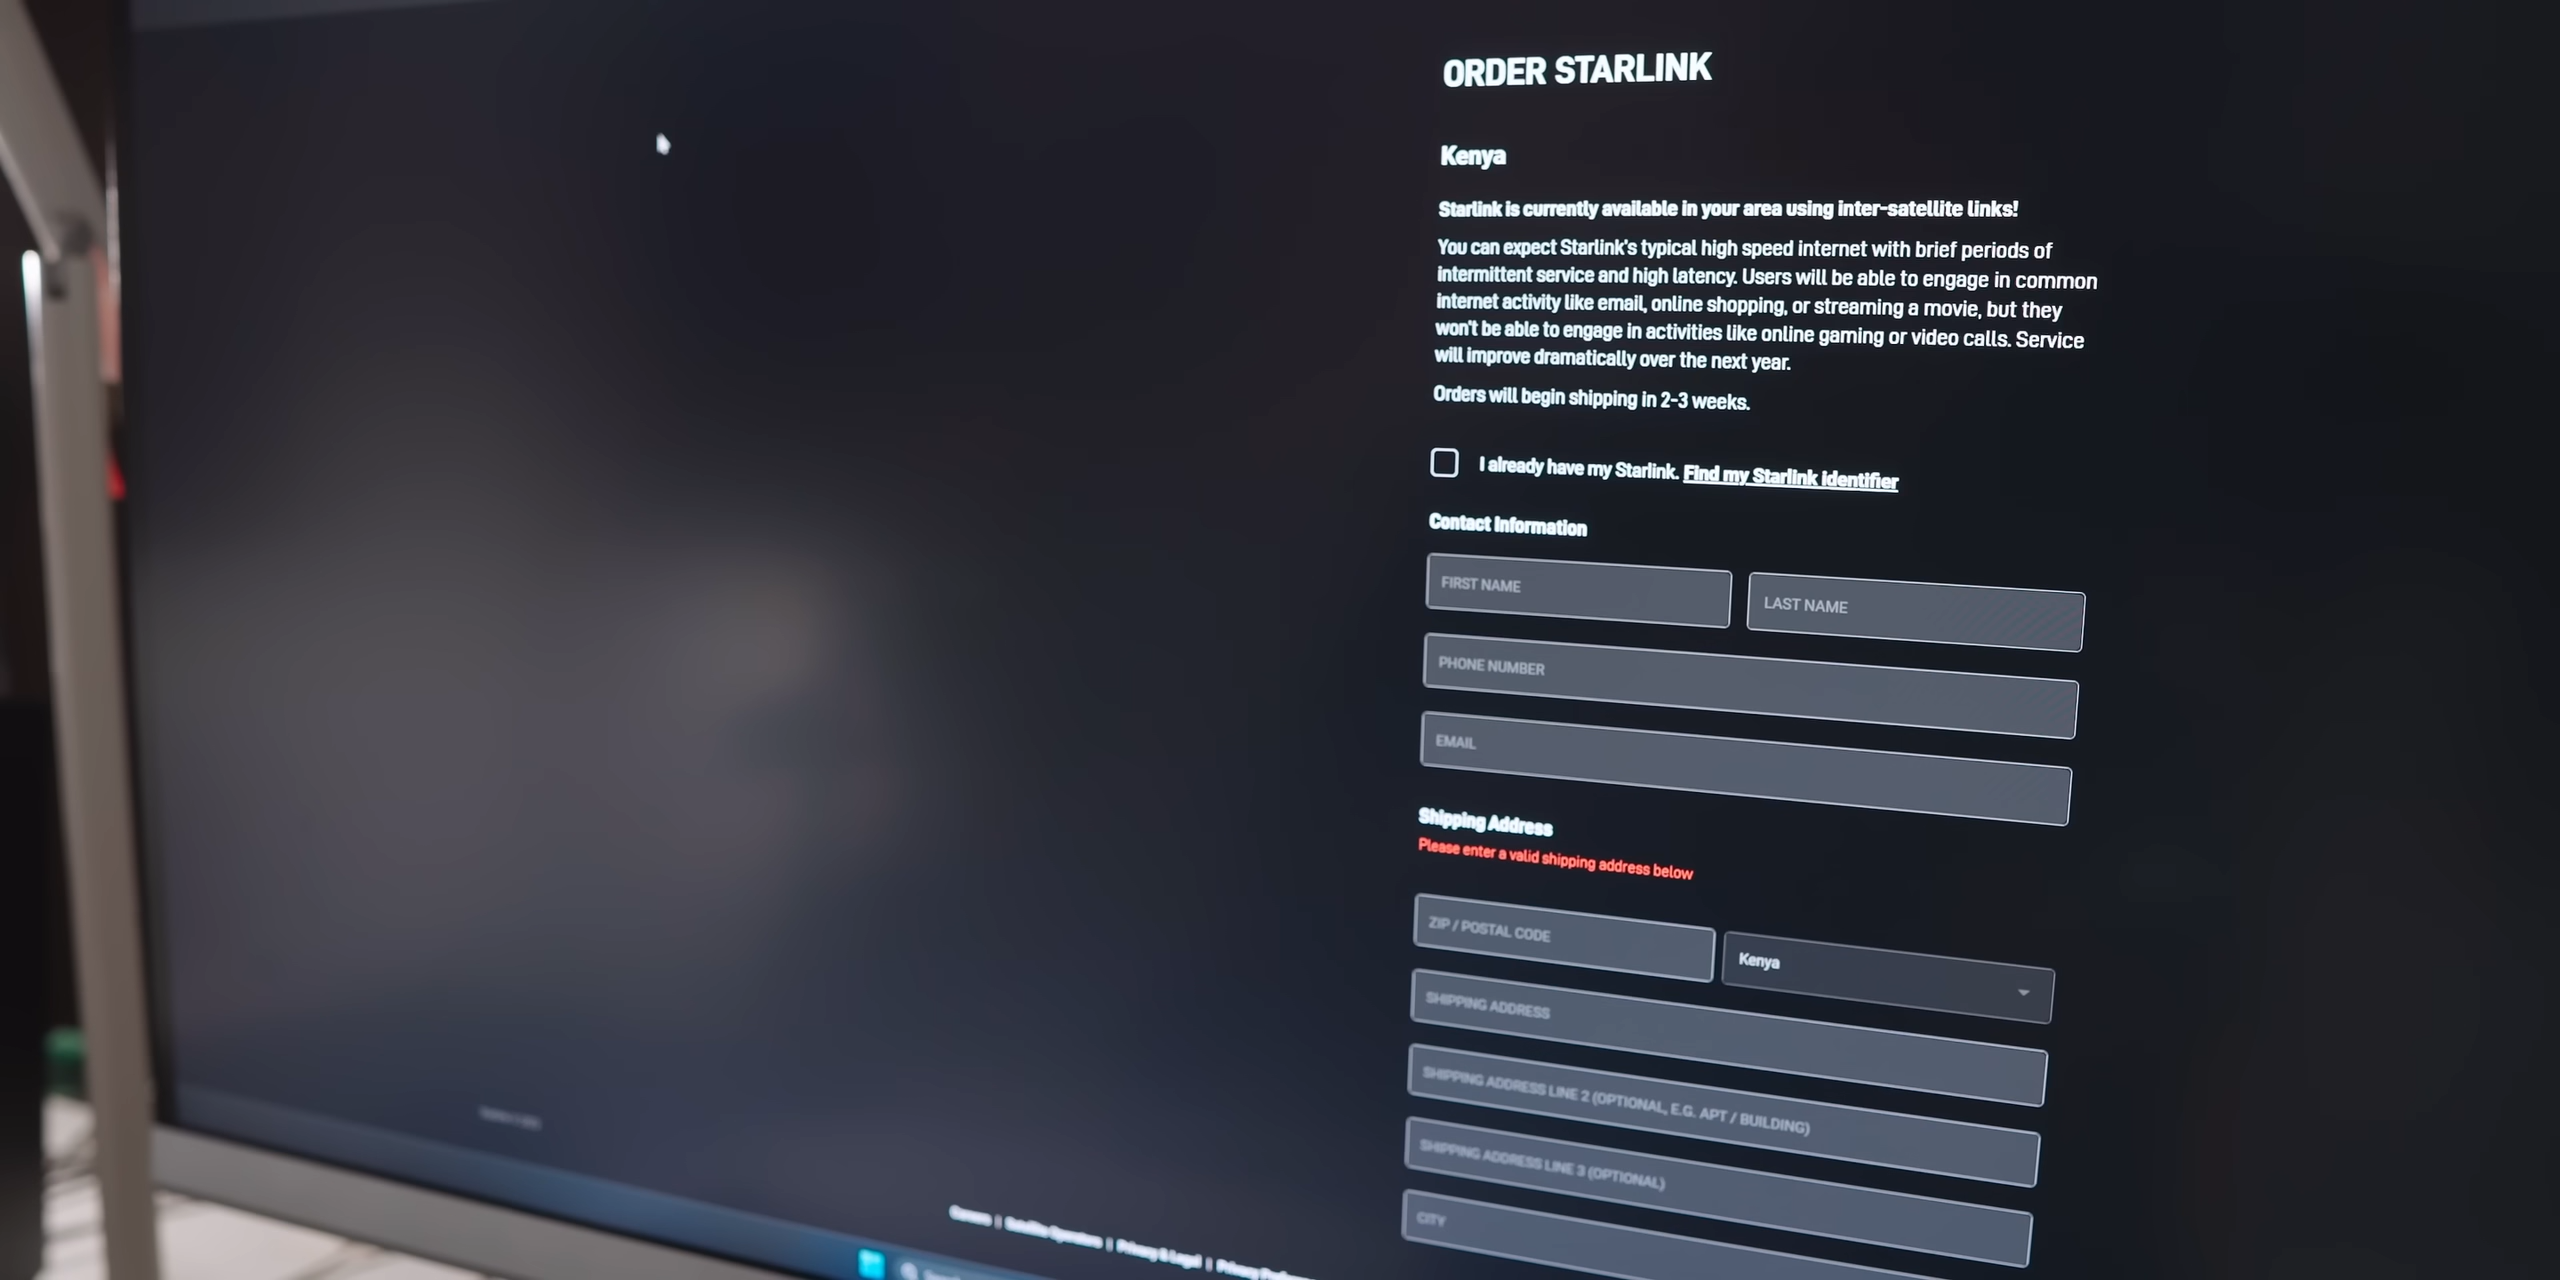 ORDER STARLINK
Kenya
Starlink is currently available in your area using inter-satellite links!
You can expect Starlink's typical high speed internet with brief periods of
intermittent service and high latency. Users will be able to engage in common
internet activity like email, online shopping, or streaming a movie, but they
won't be able to engage in activities like online gaming or video calls. Service
will improve dramatically over the next year.
Orders will begin shipping in 2-3 weeks.
I already have my Starlink. Find my Starlink identifier
Contact Information
FIRST NAME LAST NAME
PHONE NUMBER
EMAIL
Shipping Address
Please enter a valid shipping address below
ZIP / POSTAL CODE Kenya
SHIPPING ADDRESS
SHIPPING ADDRESS LINE 2 (OPTIONAL, E.G. APT / BUILDING)
SHIPPING ADDRESS LINE 3 (OPTIONAL)
CITY
Careers | Satellite Operators | Privacy & Legal | Privacy